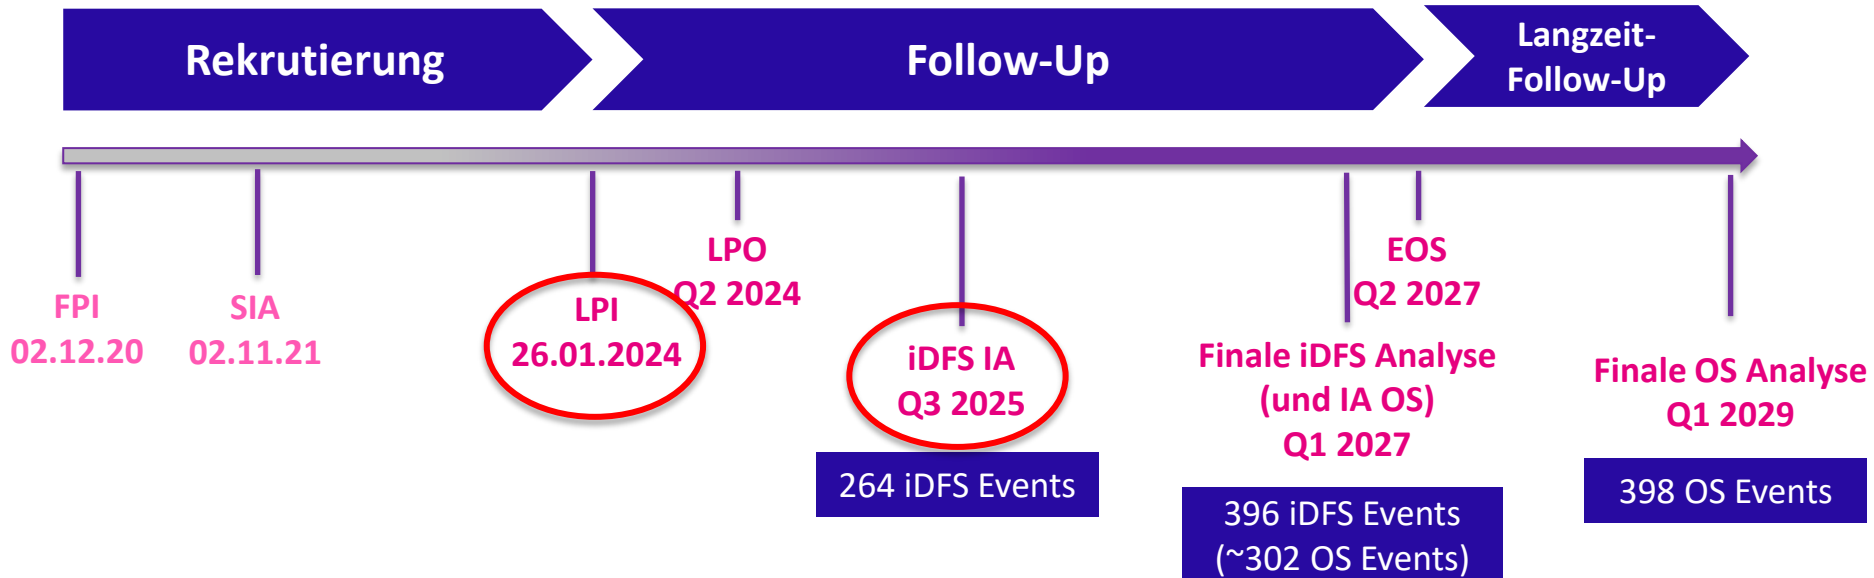 Rekrutierung
Follow-Up
Langzeit-
Follow-Up
FPI
02.12.20
SIA
02.11.21
LPI
26.01.2024
LPO
Q2 2024
iDFS IA
Q3 2025
264 iDFS Events
EOS
Q2 2027
Finale iDFS Analyse
(und IA OS)
Q1 2027
396 iDFS Events
(~302 OS Events)
Finale OS Analyse
Q1 2029
398 OS Events